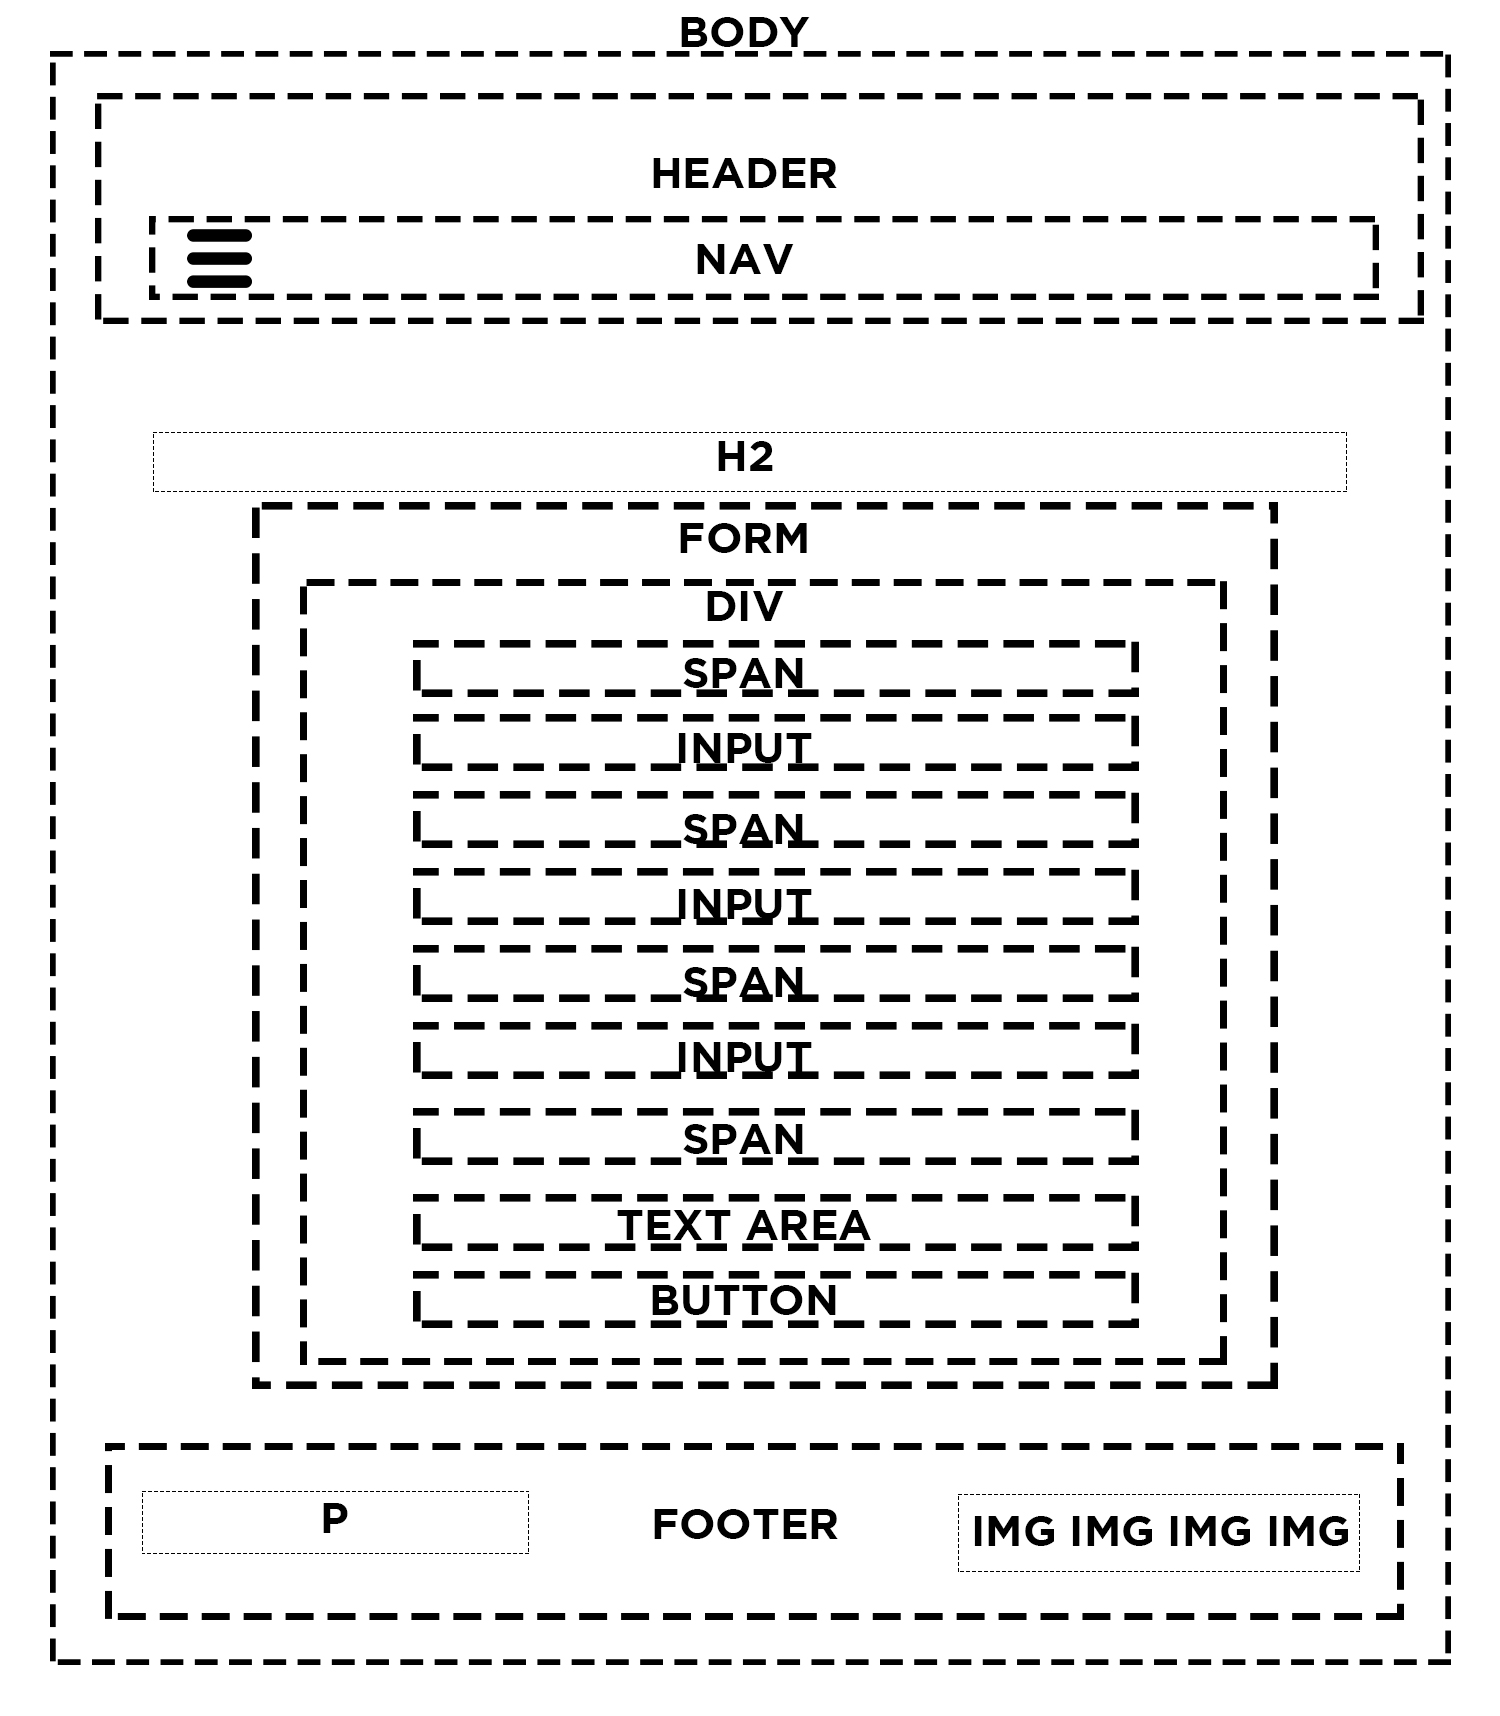 BODY
HEADER
NAV
H2
FORM
DIV
SPAN
INPUT
SPAN
INPUT
SPAN
INPUT
SPAN
TEXT AREA
BUTTON
P
FOOTER
IMG IMG IMG IMG